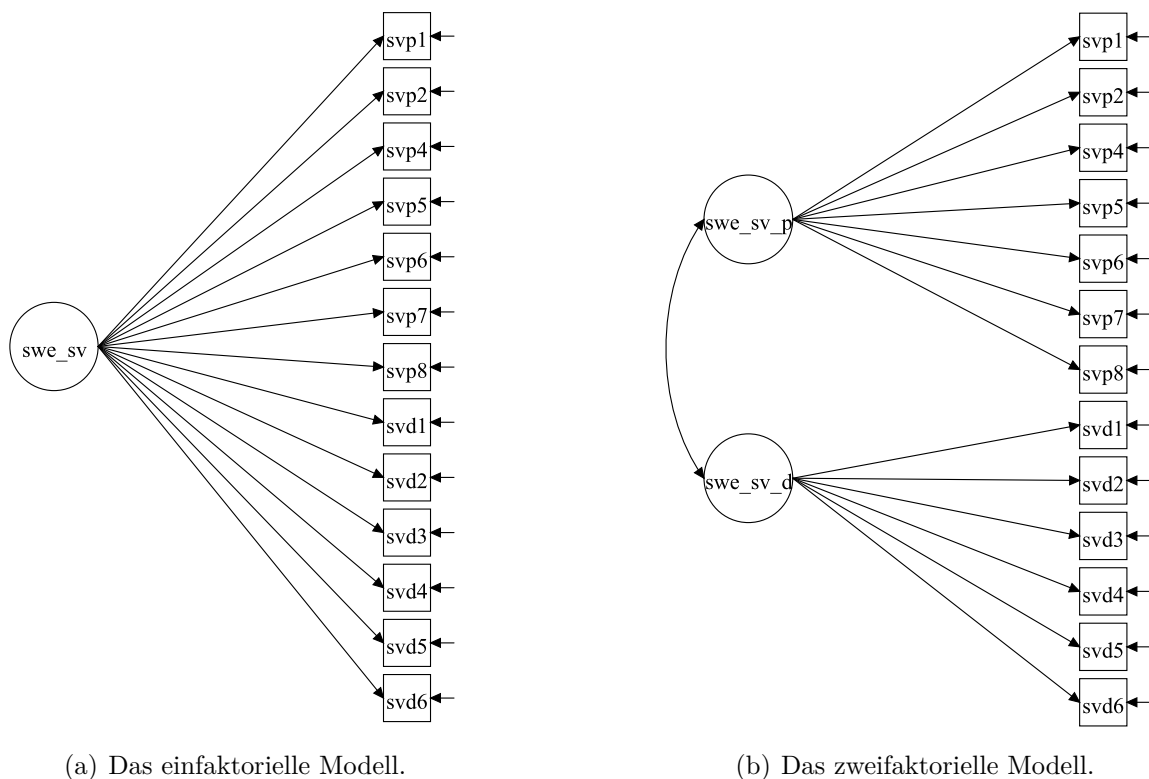 svp1
svp2
svp4
svp5
svp6
svp7
svp8
svd1
svd2
svd3
svd4
svd5
svd6
swe_sv
(a) Das einfaktorielle Modell.
svp1
svp2
svp4
svp5
svp6
svp7
svp8
svd1
svd2
svd3
svd4
svd5
svd6
swe_sv_p
swe_sv_d
(b) Das zweifaktorielle Modell.